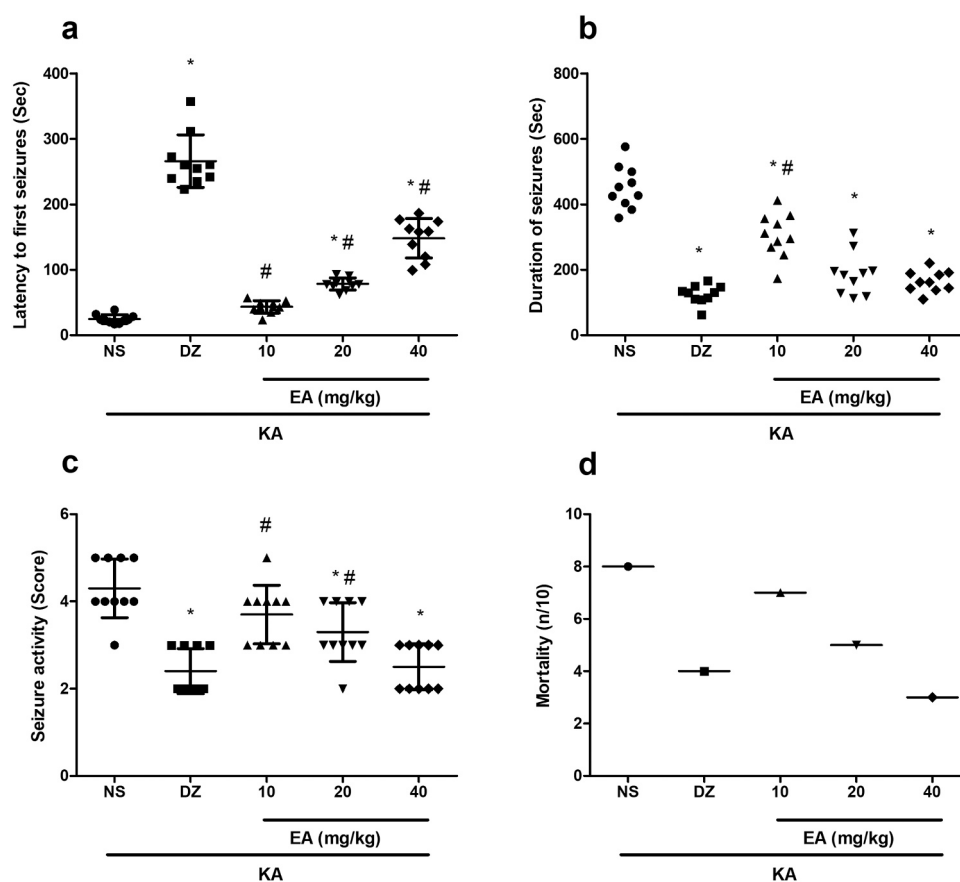 a
Latency to first seizures (Sec)
400
300
200
100
0
*
#
* #
* #
NS DZ 10 20 40
EA (mg/kg)
KA
b
Duration of seizures (Sec)
800
600
400
200
0
*
* #
*
*
NS DZ 10 20 40
EA (mg/kg)
KA
c
Seizure activity (Score)
6
4
2
0
*
#
* #
*
NS DZ 10 20 40
EA (mg/kg)
KA
d
Mortality (n/10)
10
8
6
4
2
0
NS DZ 10 20 40
EA (mg/kg)
KA